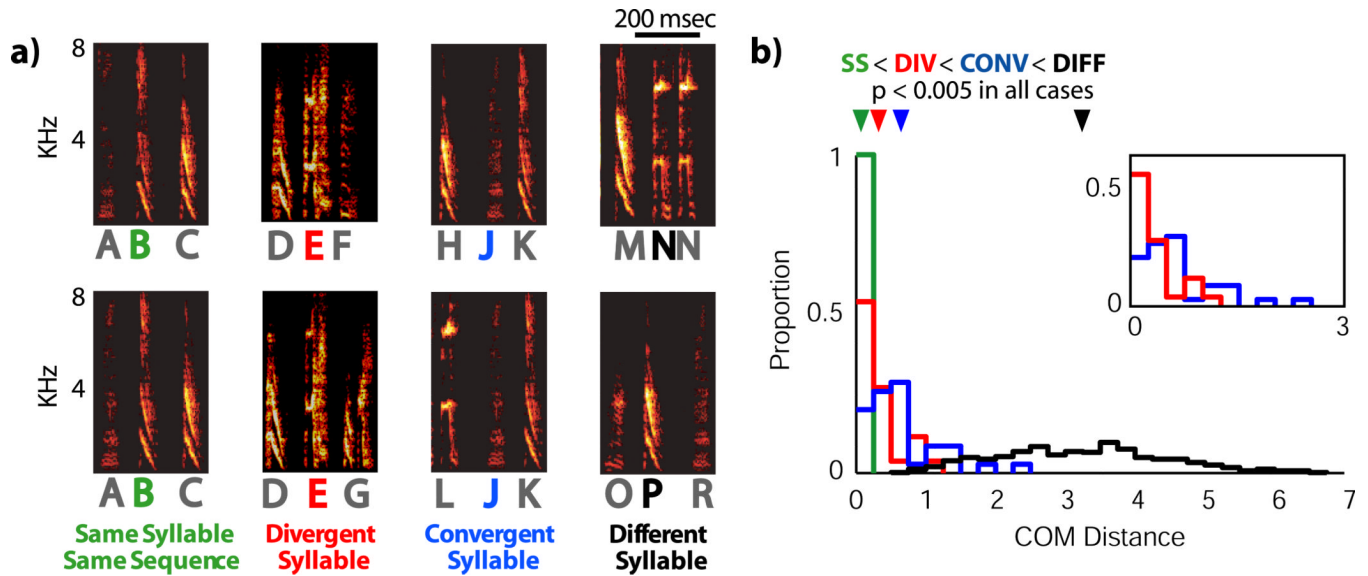 a)
200 msec
8
KHz
4
A B C
D E F
H J K
M N N
8
KHz
4
A B C
D E G
L J K
O P R
Same Syllable
Same Sequence
Divergent
Syllable
Convergent
Syllable
Different
Syllable
b)
SS < DIV < CONV < DIFF
p < 0.005 in all cases
1
0.5
0
Proportion
0 1 2 3 4 5 6 7
COM Distance
0.5
0
0 3